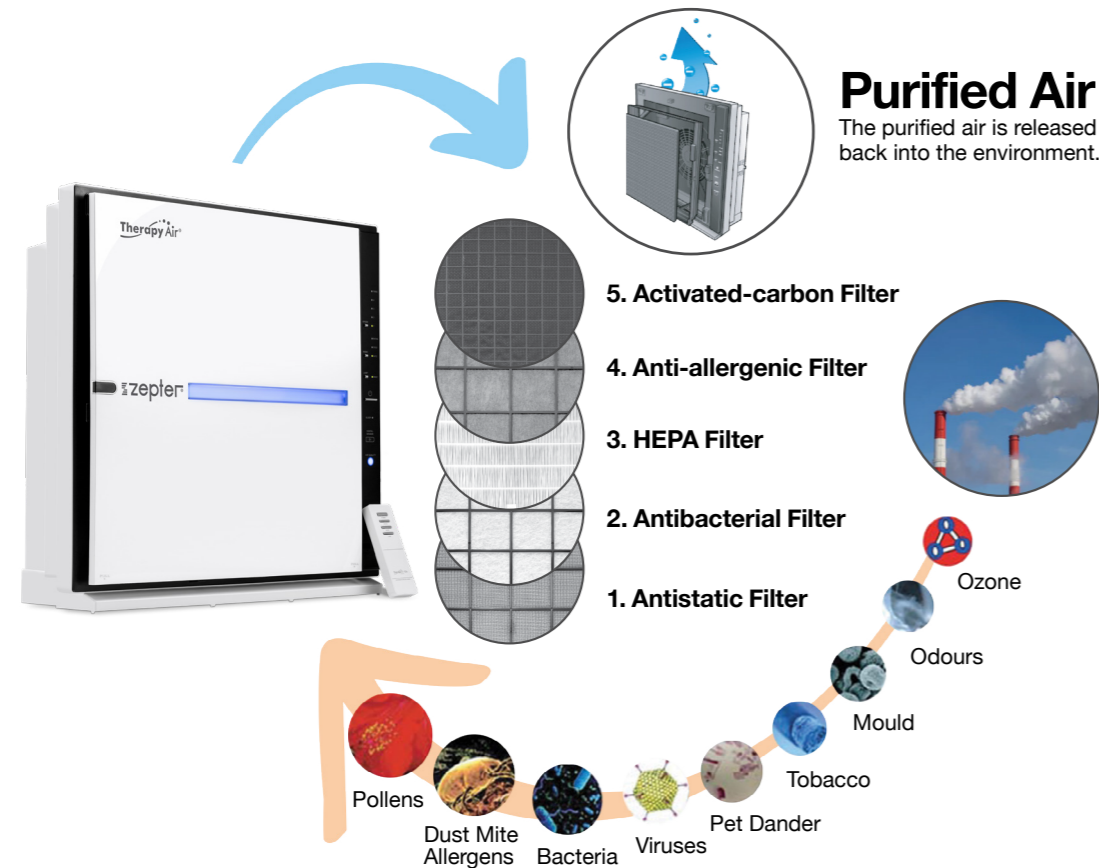 Purified Air
The purified air is released
back into the environment.
Therapy Air®
zepter
5. Activated-carbon Filter
4. Anti-allergenic Filter
3. HEPA Filter
2. Antibacterial Filter
1. Antistatic Filter
Ozone
Odours
Mould
Tobacco
Pet Dander
Viruses
Bacteria
Dust Mite
Allergens
Pollens